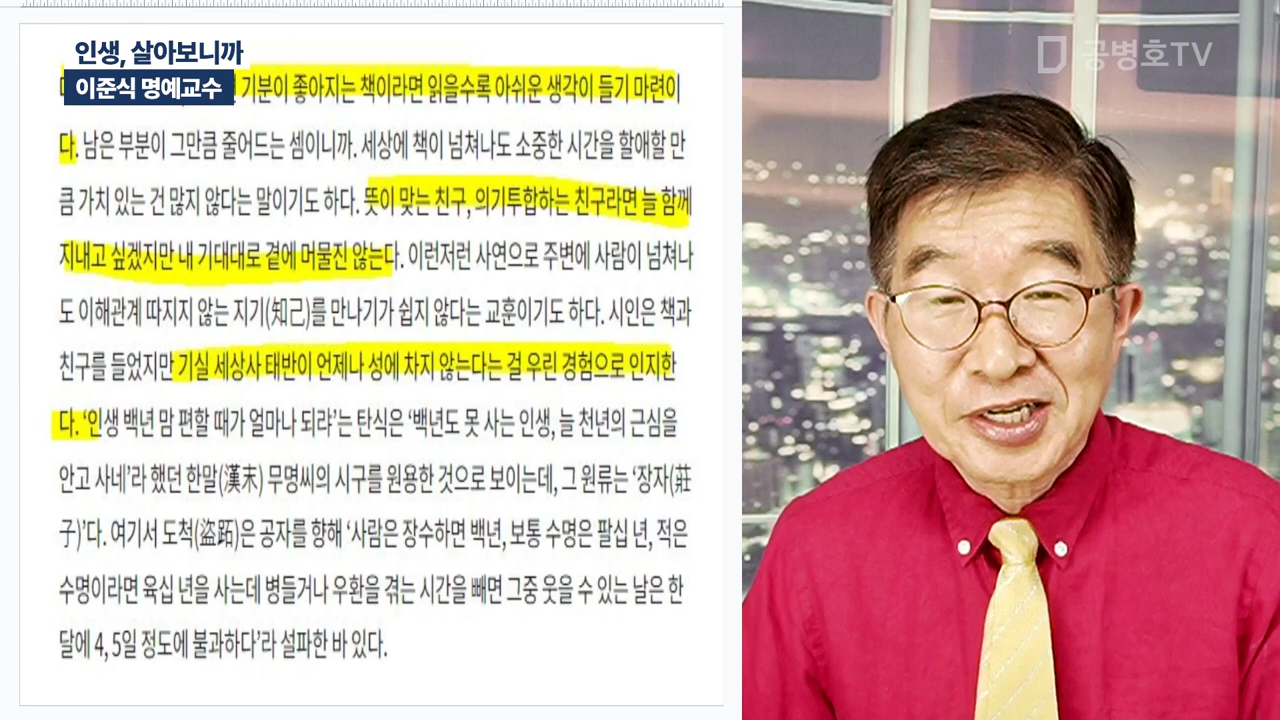 인생, 살아보니까
이준식 명예교수
공병호TV
기분이 좋아지는 책이라면 읽을수록 아쉬운 생각이 들기 마련이
다. 남은 부분이 그만큼 줄어드는 셈이니까. 세상에 책이 넘쳐나도 소중한 시간을 할애할 만
큼 가치 있는 건 많지 않다는 말이기도 하다. 뜻이 맞는 친구, 의기투합하는 친구라면 늘 함께
지내고 싶겠지만 내 기대대로 곁에 머물진 않는다. 이런저런 사연으로 주변에 사람이 넘쳐나
도 이해관계 따지지 않는 지기(知己)를 만나기가 쉽지 않다는 교훈이기도 하다. 시인은 책과
친구를 들었지만 기실 세상사 태반이 언제나 성에 차지 않는다는 걸 우린 경험으로 인지한
다. ‘인생 백년 맘 편할 때가 얼마나 되랴’는 탄식은 ‘백년도 못 사는 인생, 늘 천년의 근심을
안고 사네’라 했던 한말(漢末) 무명씨의 시구를 원용한 것으로 보이는데, 그 원류는 ‘장자(莊
子)’다. 여기서 도척(盜跖)은 공자를 향해 ‘사람은 장수하면 백년, 보통 수명은 팔십 년, 적은
수명이라면 육십 년을 사는데 병들거나 우환을 겪는 시간을 빼면 그중 웃을 수 있는 날은 한
달에 4, 5일 정도에 불과하다’라 설파한 바 있다.